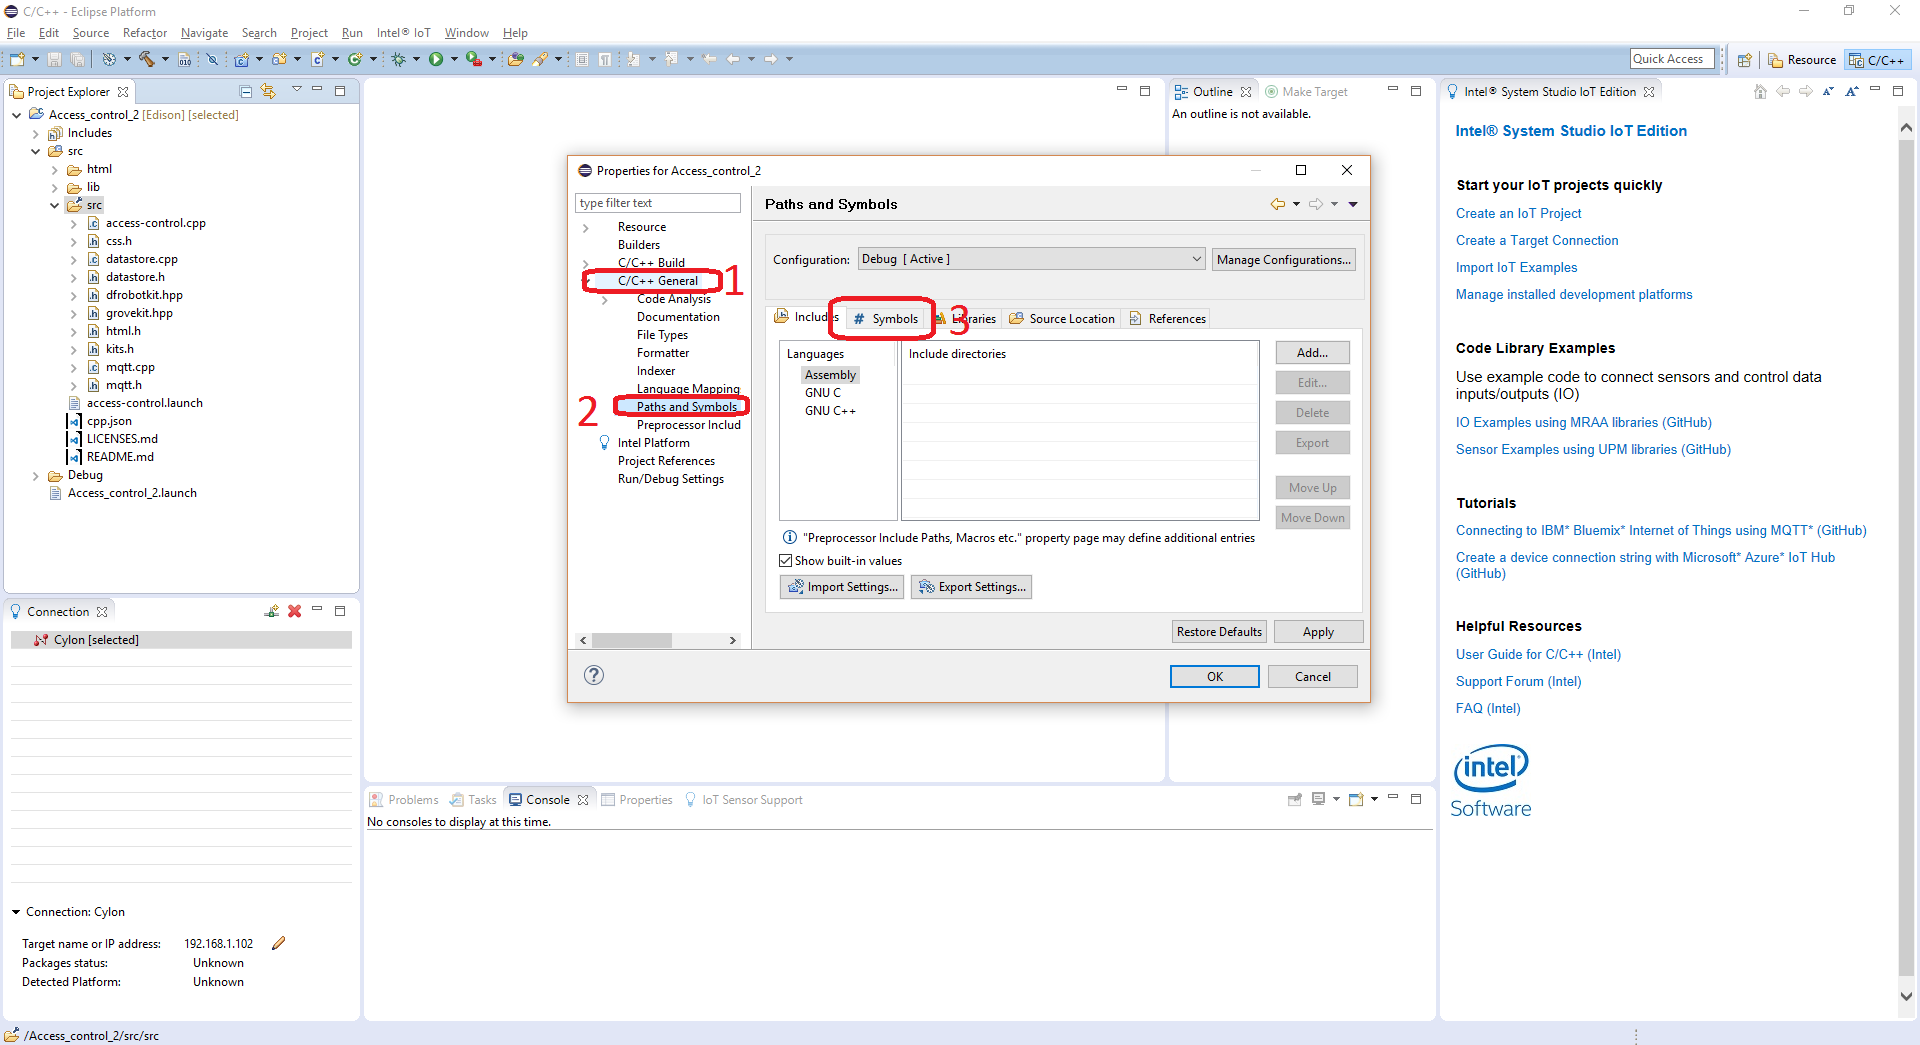 C/C++ - Eclipse Platform
File Edit Source Refactor Navigate Search Project Run Intel® IoT Window Help
Quick Access Resource C/C++
Project Explorer
Access_control_2 [Edison] [selected]
Includes
src
html
lib
src
access-control.cpp
css.h
datastore.cpp
datastore.h
dfrobotkit.hpp
grovekit.hpp
html.h
kits.h
mqtt.cpp
mqtt.h
access-control.launch
cpp.json
LICENSES.md
README.md
Debug
Access_control_2.launch
Connection
Cylon [selected]
Connection: Cylon
Target name or IP address: 192.168.1.102
Packages status: Unknown
Detected Platform: Unknown
/Access_control_2/src/src
Outline Make Target
An outline is not available.
Properties for Access_control_2
type filter text
Resource
Builders
C/C++ Build
C/C++ General 1
Code Analysis
Documentation
File Types
Formatter
Indexer
Language Mapping
2 Paths and Symbols
Preprocessor Includ
Intel Platform
Project References
Run/Debug Settings
Paths and Symbols
Configuration: Debug [ Active ] Manage Configurations...
Includes # Symbols 3 Libraries Source Location References
Languages
Assembly
GNU C
GNU C++
Include directories
Add...
Edit...
Delete
Export
Move Up
Move Down
"Preprocessor Include Paths, Macros etc." property page may define additional entries
Show built-in values
Import Settings... Export Settings...
Restore Defaults Apply
OK Cancel
Problems Tasks Console Properties IoT Sensor Support
No consoles to display at this time.
Intel® System Studio IoT Edition
Intel® System Studio IoT Edition
Start your IoT projects quickly
Create an IoT Project
Create a Target Connection
Import IoT Examples
Manage installed development platforms
Code Library Examples
Use example code to connect sensors and control data
inputs/outputs (IO)
IO Examples using MRAA libraries (GitHub)
Sensor Examples using UPM libraries (GitHub)
Tutorials
Connecting to IBM* Bluemix* Internet of Things using MQTT* (GitHub)
Create a device connection string with Microsoft* Azure* IoT Hub
(GitHub)
Helpful Resources
User Guide for C/C++ (Intel)
Support Forum (Intel)
FAQ (Intel)
intel
Software